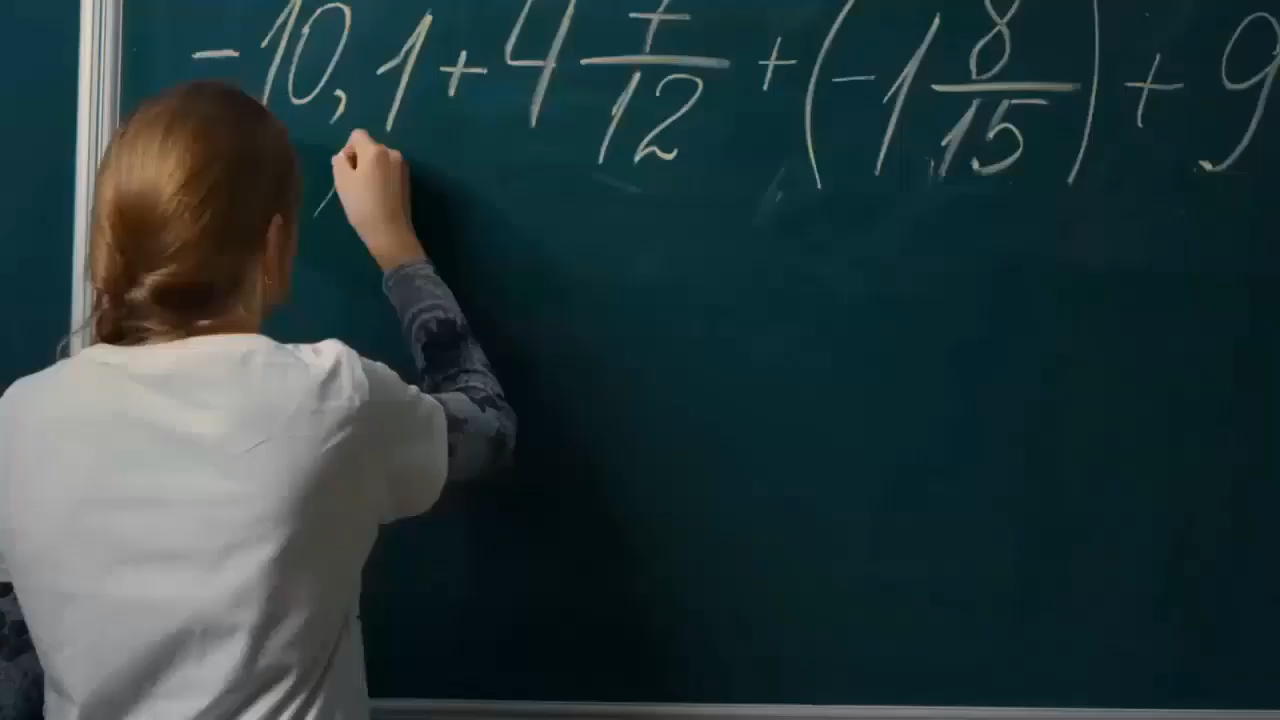 -10,1 + 4 7/12 + (-1 8/15) + 9